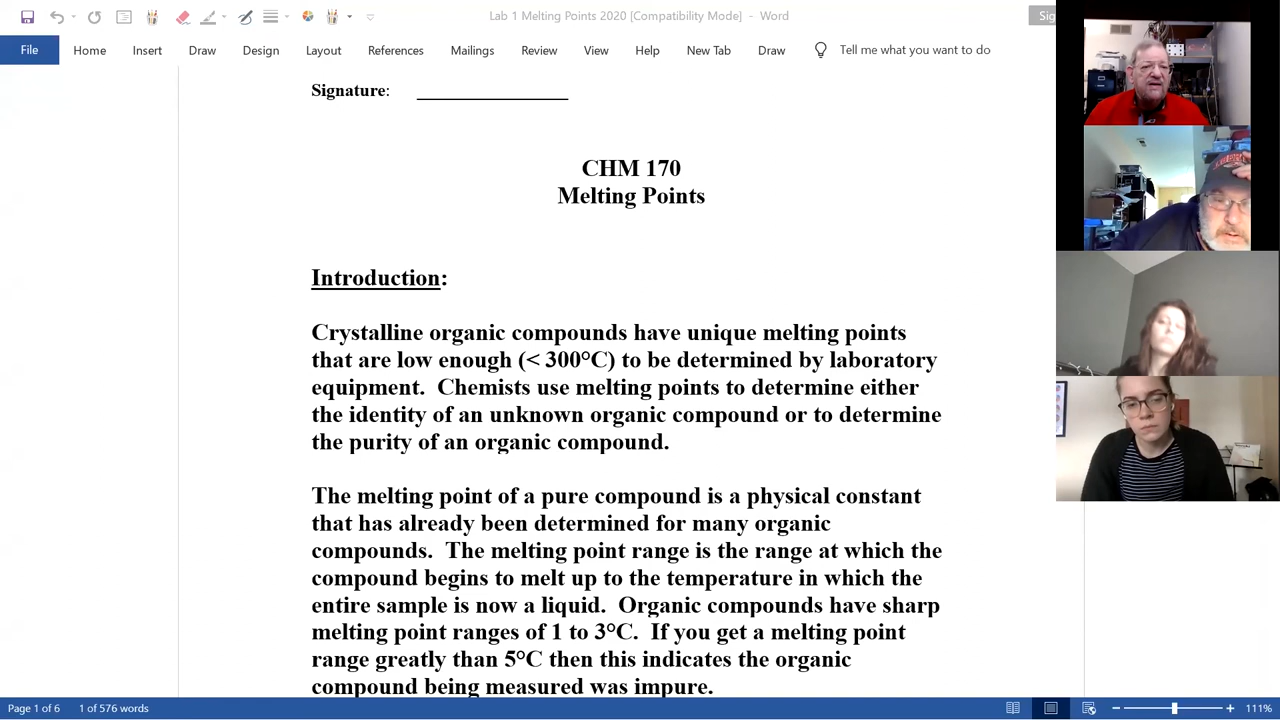 Lab 1 Melting Points 2020 [Compatibility Mode] - Word
File Home Insert Draw Design Layout References Mailings Review View Help New Tab Draw Tell me what you want to do
Signature:
CHM 170
Melting Points
Introduction:
Crystalline organic compounds have unique melting points
that are low enough (< 300°C) to be determined by laboratory
equipment. Chemists use melting points to determine either
the identity of an unknown organic compound or to determine
the purity of an organic compound.
The melting point of a pure compound is a physical constant
that has already been determined for many organic
compounds. The melting point range is the range at which the
compound begins to melt up to the temperature in which the
entire sample is now a liquid. Organic compounds have sharp
melting point ranges of 1 to 3°C. If you get a melting point
range greatly than 5°C then this indicates the organic
compound being measured was impure.
Page 1 of 6 1 of 576 words 111%